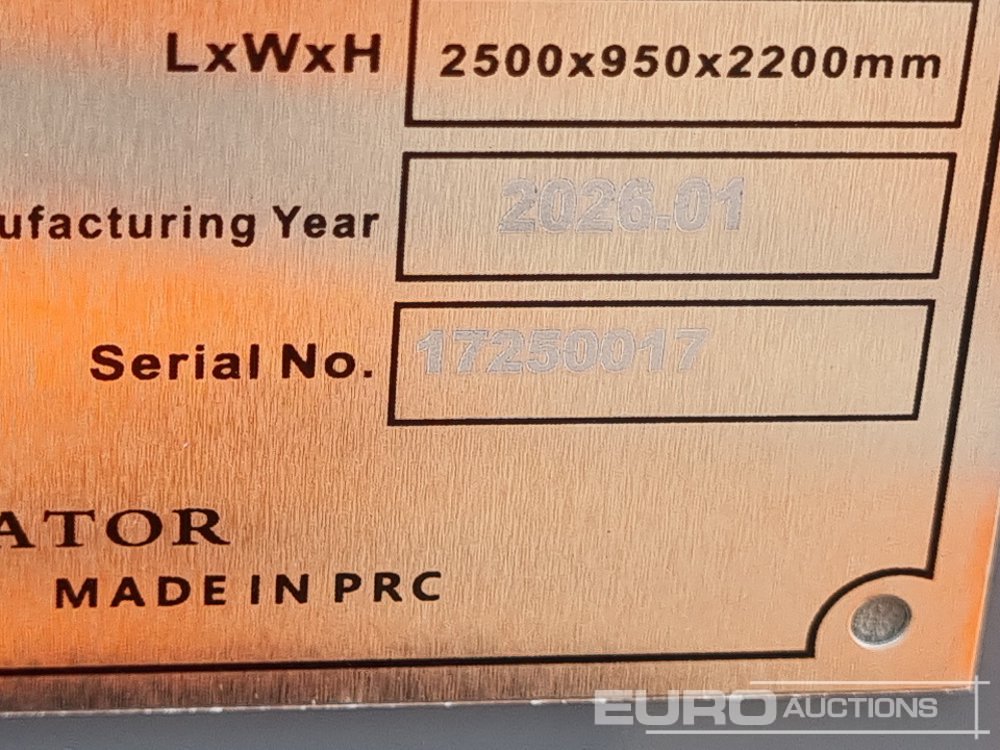 LxWxH 2500x950x2200mm
ufacturing Year 2026.01
Serial No. 17250017
ATOR
MADE IN PRC
EURO AUCTIONS